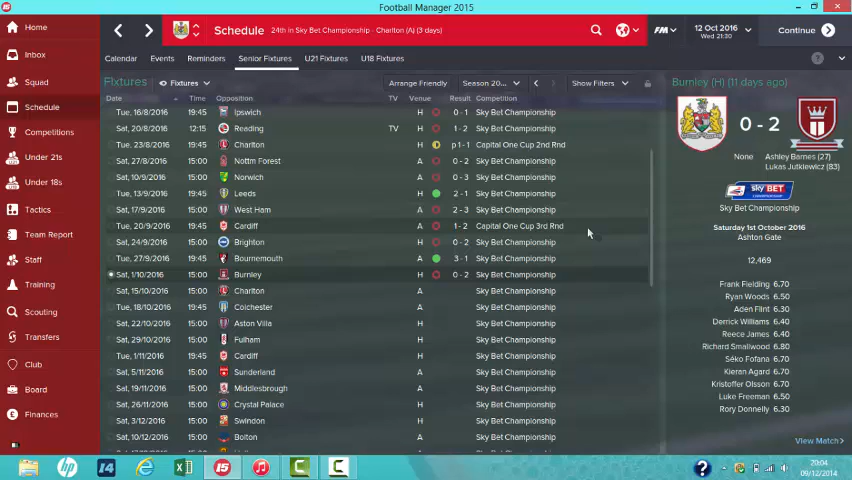 Football Manager 2015
Home
Schedule
24th in Sky Bet Championship - Charlton (A) (3 days)
FM
12 Oct 2016
Wed 21:30
Continue
Inbox
Squad
Schedule
Competitions
Under 21s
Under 18s
Tactics
Team Report
Staff
Training
Scouting
Transfers
Club
Board
Finances
Calendar Events Reminders Senior Fixtures U21 Fixtures U18 Fixtures
Fixtures Fixtures Arrange Friendly Season 20... Show Filters
Date Time Opposition TV Venue Result Competition
Tue, 16/8/2016 19:45 Ipswich H 0 - 1 Sky Bet Championship
Sat, 20/8/2016 12:15 Reading TV H 1 - 2 Sky Bet Championship
Tue, 23/8/2016 19:45 Charlton H p 1 - 1 Capital One Cup 2nd Rnd
Sat, 27/8/2016 15:00 Nottm Forest A 0 - 2 Sky Bet Championship
Sat, 10/9/2016 15:00 Norwich A 0 - 3 Sky Bet Championship
Tue, 13/9/2016 19:45 Leeds H 2 - 1 Sky Bet Championship
Sat, 17/9/2016 15:00 West Ham A 2 - 3 Sky Bet Championship
Tue, 20/9/2016 19:45 Cardiff A 1 - 2 Capital One Cup 3rd Rnd
Sat, 24/9/2016 15:00 Brighton H 0 - 2 Sky Bet Championship
Tue, 27/9/2016 19:45 Bournemouth A 3 - 1 Sky Bet Championship
Sat, 1/10/2016 15:00 Burnley H 0 - 2 Sky Bet Championship
Sat, 15/10/2016 15:00 Charlton A Sky Bet Championship
Tue, 18/10/2016 19:45 Colchester A Sky Bet Championship
Sat, 22/10/2016 15:00 Aston Villa H Sky Bet Championship
Sat, 29/10/2016 15:00 Fulham H Sky Bet Championship
Tue, 1/11/2016 19:45 Cardiff A Sky Bet Championship
Sat, 5/11/2016 15:00 Sunderland A Sky Bet Championship
Sat, 19/11/2016 15:00 Middlesbrough A Sky Bet Championship
Sat, 26/11/2016 15:00 Crystal Palace H Sky Bet Championship
Sat, 3/12/2016 15:00 Swindon H Sky Bet Championship
Sat, 10/12/2016 15:00 Bolton A Sky Bet Championship
Burnley (H) (11 days ago)
0 - 2
None
Ashley Barnes (27)
Lukas Jutkiewicz (83)
sky BET
CHAMPIONSHIP
Sky Bet Championship
Saturday 1st October 2016
Ashton Gate
12,469
Frank Fielding 6.70
Ryan Woods 6.50
Aden Flint 6.30
Derrick Williams 6.40
Reece James 6.40
Richard Smallwood 6.80
Séko Fofana 6.70
Kieran Agard 6.70
Kristoffer Olsson 6.70
Luke Freeman 6.50
Rory Donnelly 6.30
View Match
hp
14
15
20:04
09/12/2014